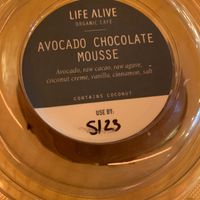 LIFE ALIVE
ORGANIC CAFE
AVOCADO CHOCOLATE
MOUSSE
Avocado, raw cacao, raw agave,
coconut creme, vanilla, cinnamon, salt
CONTAINS COCONUT
USE BY:
5/23